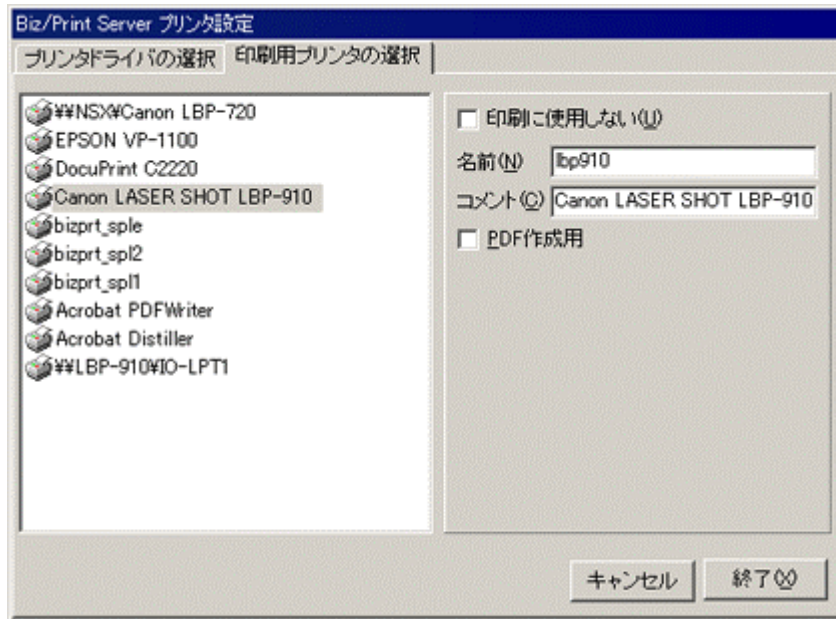 Biz/Print Server プリンタ設定
プリンタドライバの選択 印刷用プリンタの選択
¥¥NSX¥Canon LBP-720
EPSON VP-1100
DocuPrint C2220
Canon LASER SHOT LBP-910
bizprt_sple
bizprt_spl2
bizprt_spl1
Acrobat PDFWriter
Acrobat Distiller
¥¥LBP-910¥IO-LPT1
印刷に使用しない(U)
名前(N) lbp910
コメント(C) Canon LASER SHOT LBP-910
PDF作成用
キャンセル 終了(X)